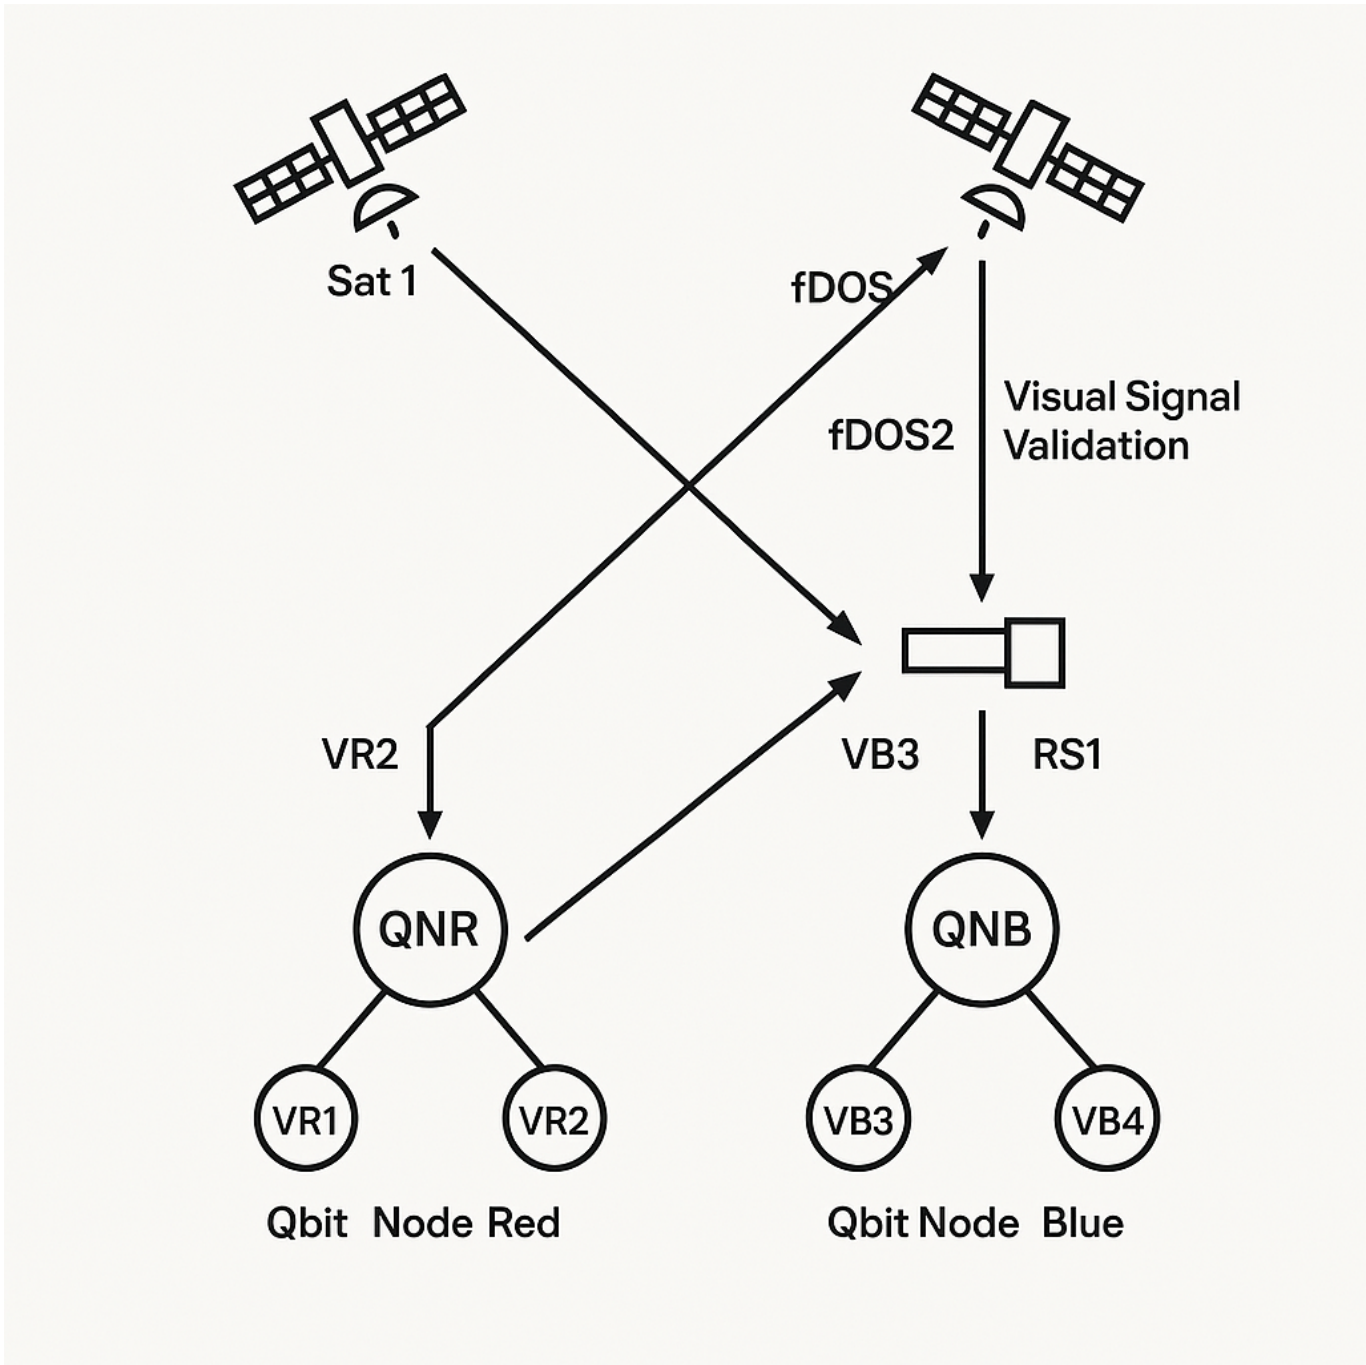 Sat 1
fDOS
Visual Signal
Validation
fDOS2
VR2
VB3
RS1
QNR
QNB
VR1
VR2
VB3
VB4
Qbit Node Red
Qbit Node Blue